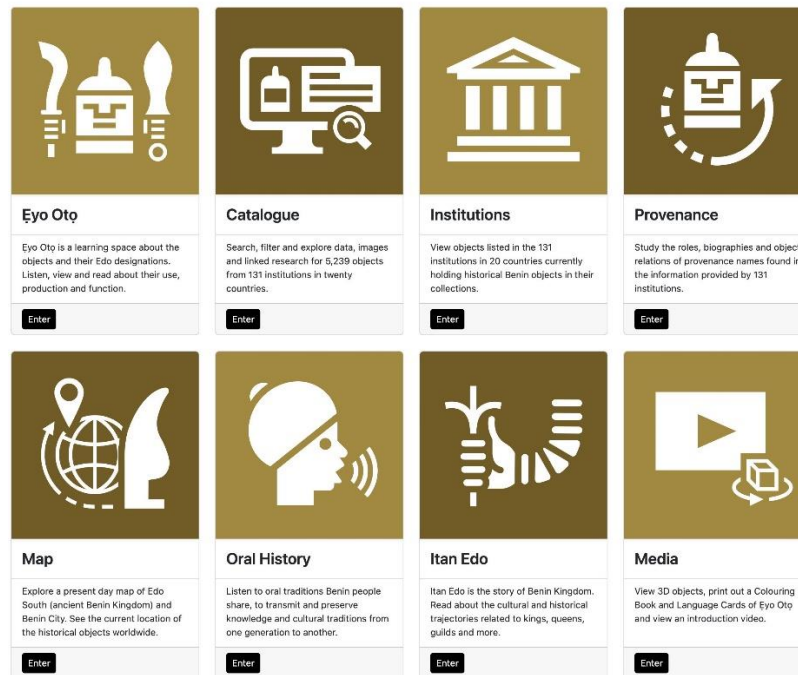 Ẹyo Otọ
Ẹyo Otọ is a learning space about the
objects and their Edo designations.
Listen, view and read about their use,
production and function.
Enter
Catalogue
Search, filter and explore data, images
and linked research for 5,239 objects
from 131 institutions in twenty
countries.
Enter
Institutions
View objects listed in the 131
institutions in 20 countries currently
holding historical Benin objects in their
collections.
Enter
Provenance
Study the roles, biographies and object
relations of provenance names found in
the information provided by 131
institutions.
Enter
Map
Explore a present day map of Edo
South (ancient Benin Kingdom) and
Benin City. See the current location of
the historical objects worldwide.
Enter
Oral History
Listen to oral traditions Benin people
share, to transmit and preserve
knowledge and cultural traditions from
one generation to another.
Enter
Itan Edo
Itan Edo is the story of Benin Kingdom.
Read about the cultural and historical
trajectories related to kings, queens,
guilds and more.
Enter
Media
View 3D objects, print out a Colouring
Book and Language Cards of Ẹyo Otọ
and view an introduction video.
Enter